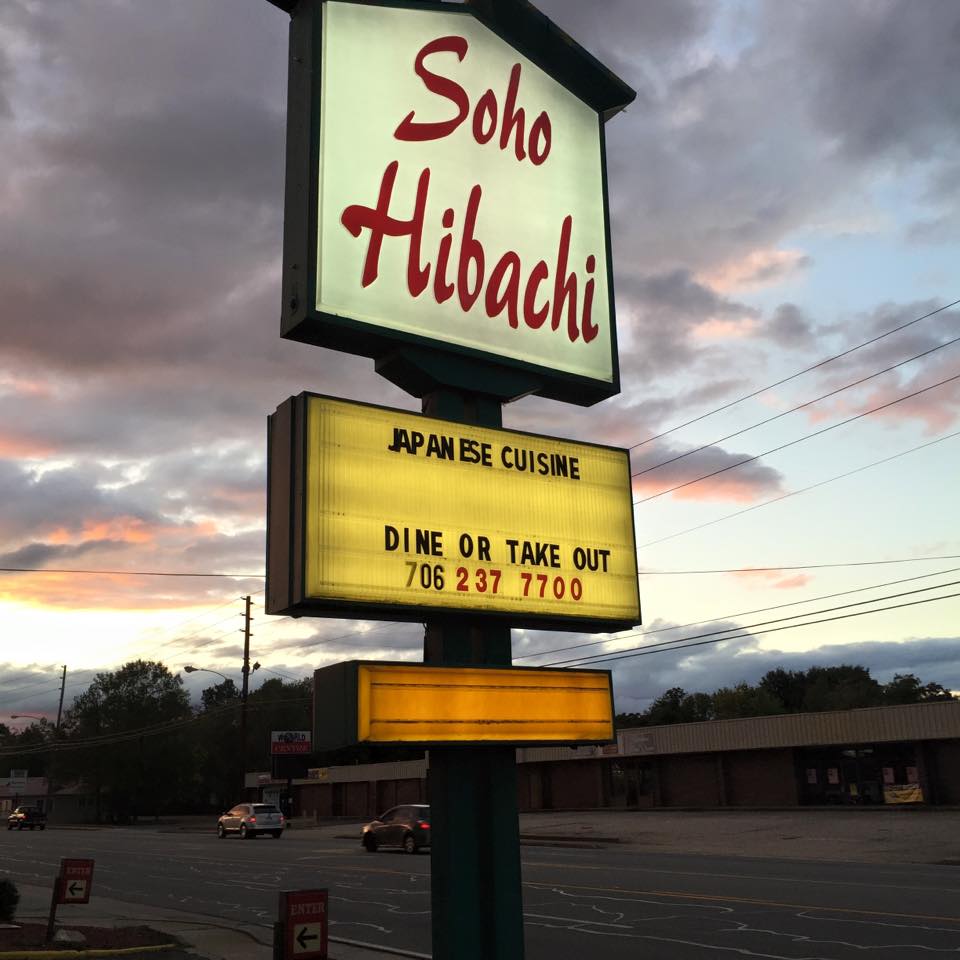 Soho
Hibachi
JAPANESE CUISINE
DINE OR TAKE OUT
706 237 7700
ENTER
ENTER